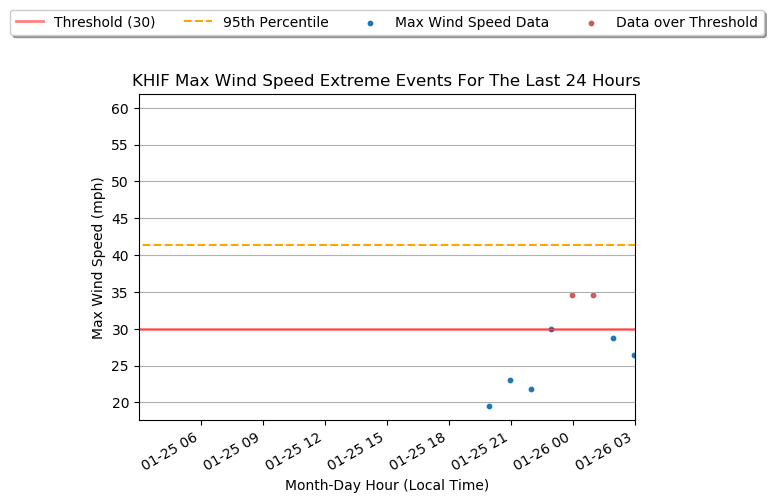 Threshold (30) 95th Percentile Max Wind Speed Data Data over Threshold
KHIF Max Wind Speed Extreme Events For The Last 24 Hours
60
55
50
45
40
35
30
25
20
Max Wind Speed (mph)
01-25 06 01-25 09 01-25 12 01-25 15 01-25 18 01-25 21 01-26 00 01-26 03
Month-Day Hour (Local Time)